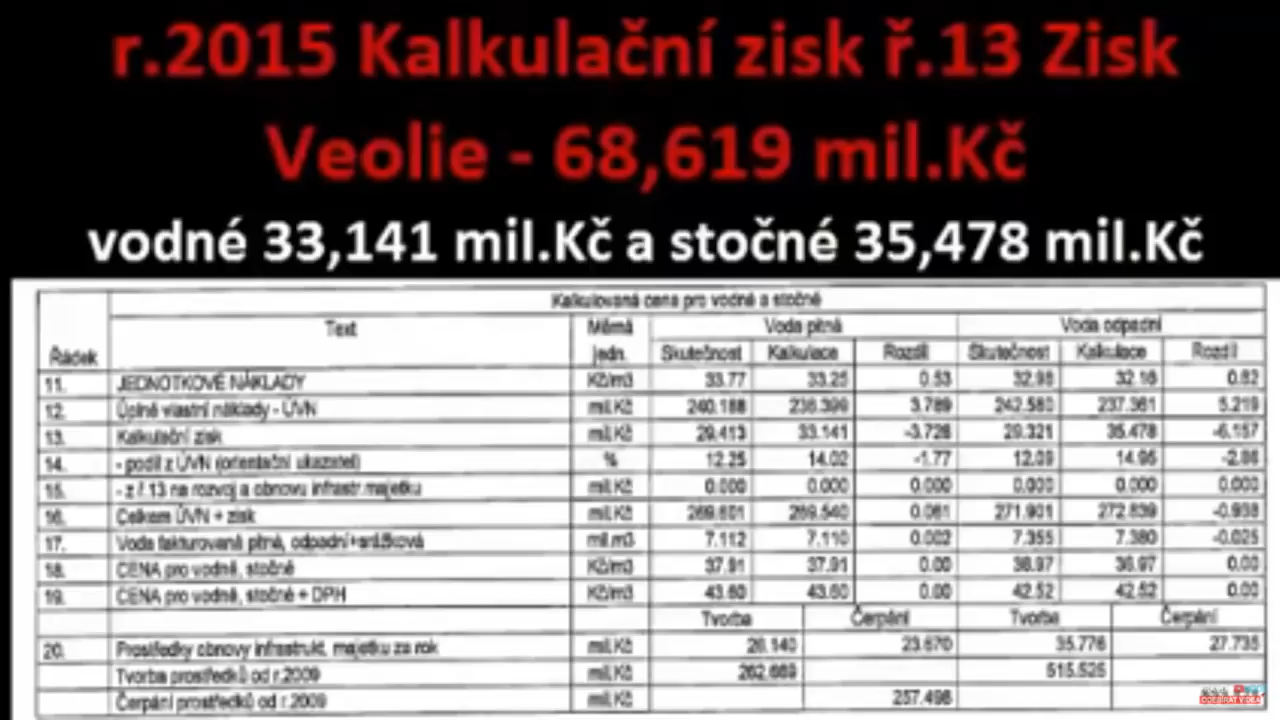 r.2015 Kalkulační zisk ř.13 Zisk
Veolie - 68,619 mil.Kč
vodné 33,141 mil.Kč a stočné 35,478 mil.Kč
Kalkulovaná cena pro vodné a stočné
Řádek Text Měrná jedn. Voda pitná Voda odpadní
Skutečnost Kalkulace Rozdíl Skutečnost Kalkulace Rozdíl
11. JEDNOTKOVÉ NÁKLADY Kč/m3 33.77 33.25 0.53 32.98 32.16 0.82
12. Úplné vlastní náklady - ÚVN mil.Kč 240.188 236.399 3.789 242.580 237.361 5.219
13. Kalkulační zisk mil.Kč 29.413 33.141 -3.728 29.321 35.478 -6.157
14. - podíl z ÚVN (orientační ukazatel) % 12.25 14.02 -1.77 12.09 14.95 -2.86
15. - z ř.13 na rozvoj a obnovu infrastr.majetku mil.Kč 0.000 0.000 0.000 0.000 0.000 0.000
16. Celkem ÚVN + zisk mil.Kč 269.601 269.540 0.061 271.901 272.839 -0.938
17. Voda fakturovaná pitná, odpadní+srážková mil.m3 7.112 7.110 0.002 7.355 7.380 -0.025
18. CENA pro vodné, stočné Kč/m3 37.91 37.91 0.00 36.97 36.97 0.00
19. CENA pro vodné, stočné + DPH Kč/m3 43.60 43.60 0.00 42.52 42.52 0.00
Tvorba Čerpání Tvorba Čerpání
20. Prostředky obnovy infrastrukt. majetku za rok mil.Kč 26.140 23.670 35.776 27.735
Tvorba prostředků od r.2009 mil.Kč 262.669 515.525
Čerpání prostředků od r.2009 mil.Kč 257.498